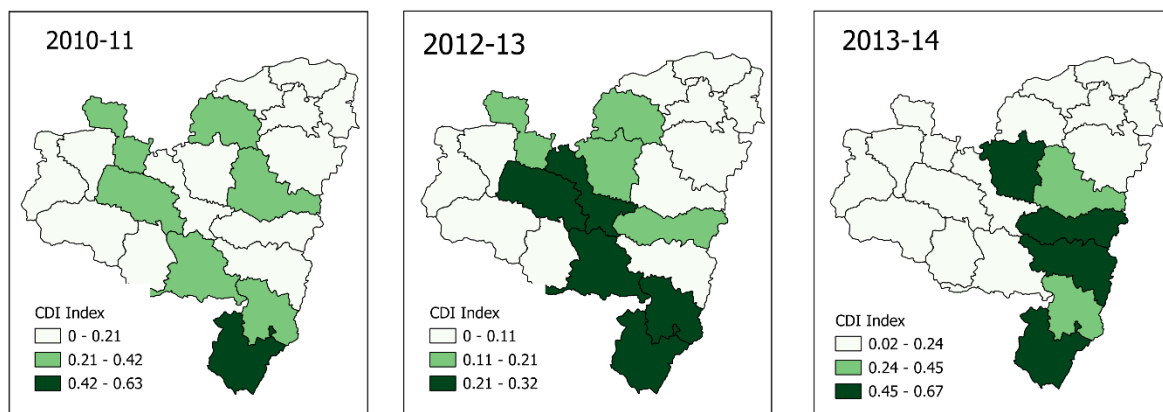 2010-11
CDI Index
0 - 0.21
0.21 - 0.42
0.42 - 0.63
2012-13
CDI Index
0 - 0.11
0.11 - 0.21
0.21 - 0.32
2013-14
CDI Index
0.02 - 0.24
0.24 - 0.45
0.45 - 0.67